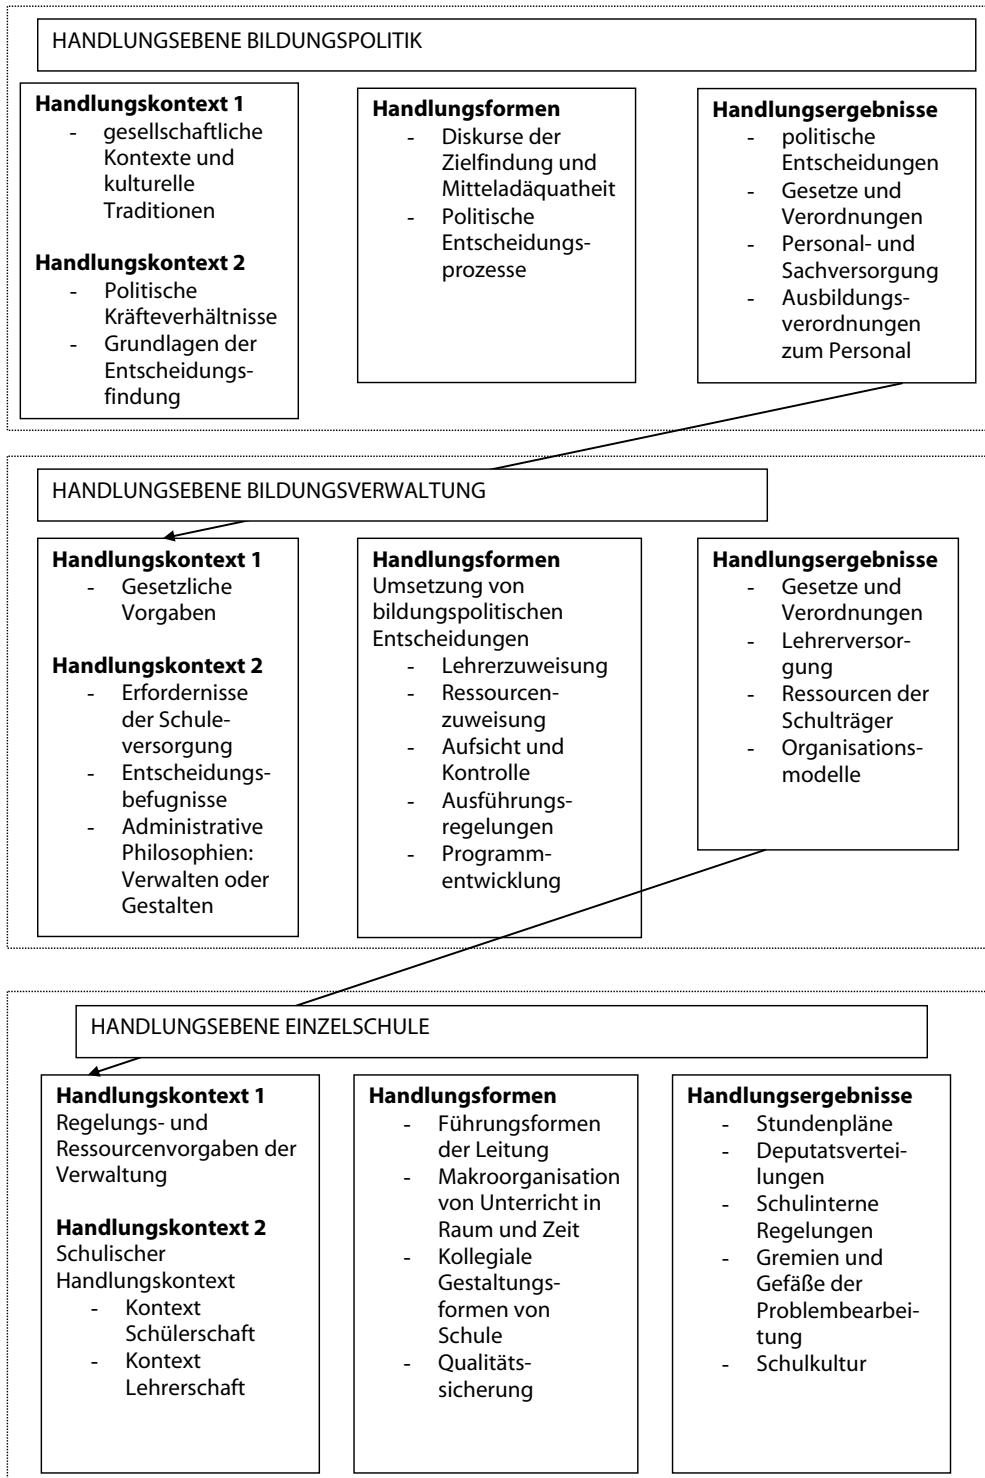 HANDLUNGSEBENE BILDUNGSPOLITIK
Handlungskontext 1
- gesellschaftliche
Kontexte und
kulturelle
Traditionen
Handlungskontext 2
- Politische
Kräfteverhältnisse
- Grundlagen der
Entscheidungs-
findung
Handlungsformen
- Diskurse der
Zielfindung und
Mitteladäquatheit
- Politische
Entscheidungs-
prozesse
Handlungsergebnisse
- politische
Entscheidungen
- Gesetze und
Verordnungen
- Personal- und
Sachversorgung
- Ausbildungs-
verordnungen
zum Personal
HANDLUNGSEBENE BILDUNGSVERWALTUNG
Handlungskontext 1
- Gesetzliche
Vorgaben
Handlungskontext 2
- Erfordernisse
der Schule-
versorgung
- Entscheidungs-
befugnisse
- Administrative
Philosophien:
Verwalten oder
Gestalten
Handlungsformen
Umsetzung von
bildungspolitischen
Entscheidungen
- Lehrerzuweisung
- Ressourcen-
zuweisung
- Aufsicht und
Kontrolle
- Ausführungs-
regelungen
- Programm-
entwicklung
Handlungsergebnisse
- Gesetze und
Verordnungen
- Lehrerversor-
gung
- Ressourcen der
Schulträger
- Organisations-
modelle
HANDLUNGSEBENE EINZELSCHULE
Handlungskontext 1
Regelungs- und
Ressourcenvorgaben der
Verwaltung
Handlungskontext 2
Schulischer
Handlungskontext
- Kontext
Schülerschaft
- Kontext
Lehrerschaft
Handlungsformen
- Führungsformen
der Leitung
- Makroorganisation
von Unterricht in
Raum und Zeit
- Kollegiale
Gestaltungs-
formen von
Schule
- Qualitäts-
sicherung
Handlungsergebnisse
- Stundenpläne
- Deputatsvertei-
lungen
- Schulinterne
Regelungen
- Gremien und
Gefäße der
Problembearbei-
tung
- Schulkultur